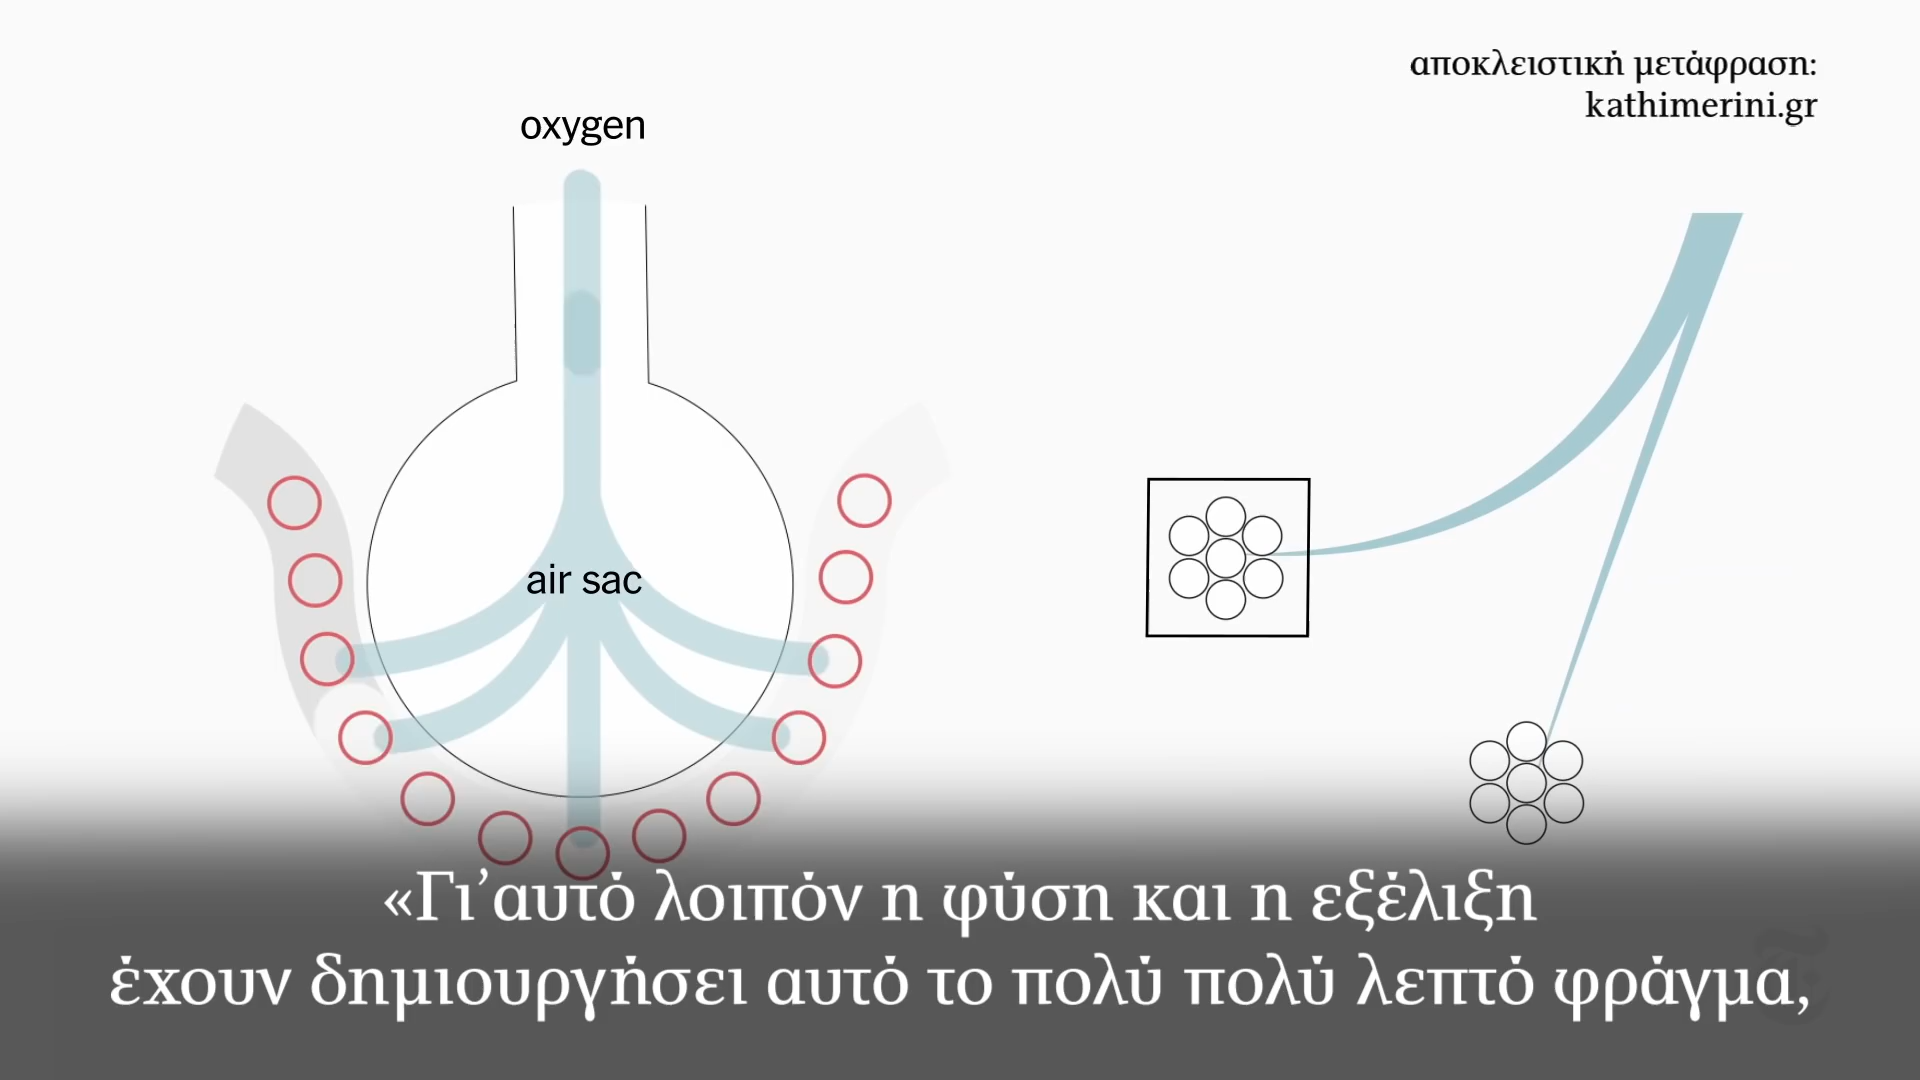 αποκλειστική μετάφραση:
kathimerini.gr
oxygen
air sac
«Γι’αυτό λοιπόν η φύση και η εξέλιξη
έχουν δημιουργήσει αυτό το πολύ πολύ λεπτό φράγμα,